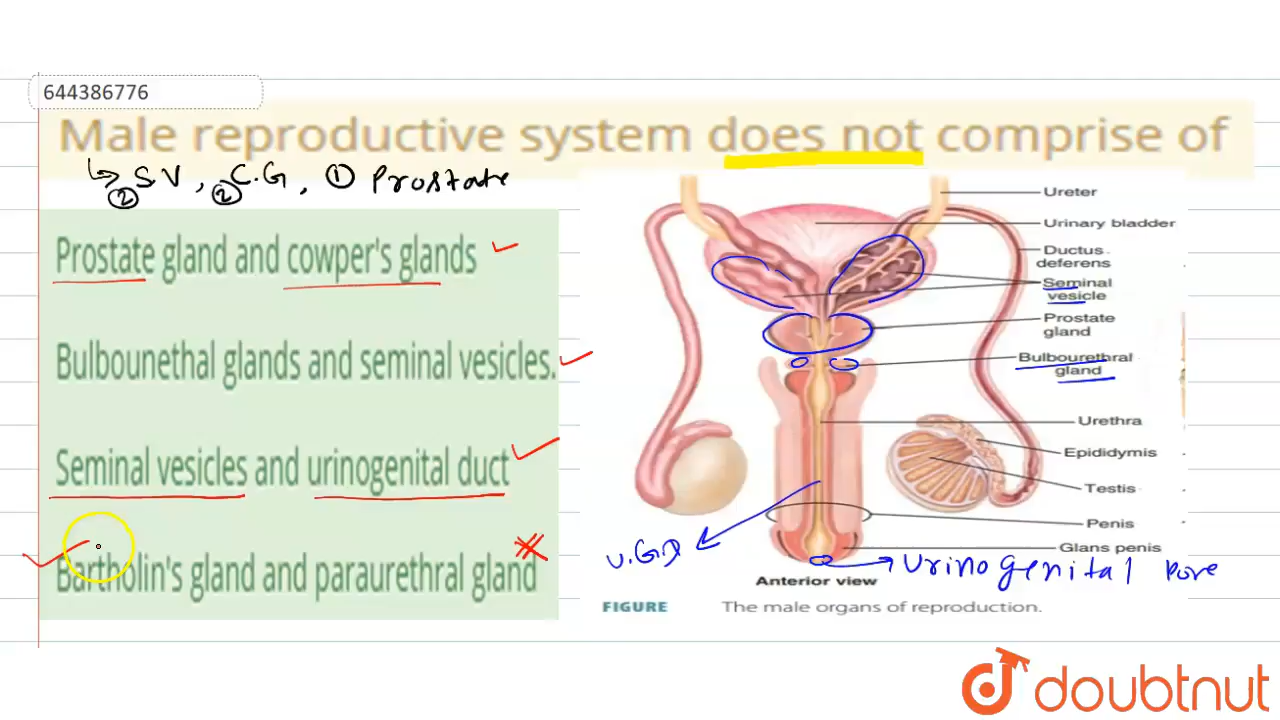 644386776
Male reproductive system does not comprise of
↳ SV, C.G, ① Prostate
② ②
Prostate gland and cowper's glands
Bulbounethal glands and seminal vesicles.
Seminal vesicles and urinogenital duct
Bartholin's gland and paraurethral gland
Ureter
Urinary bladder
Ductus
deferens
Seminal
vesicle
Prostate
gland
Bulbourethral
gland
Urethra
Epididymis
Testis
Penis
Glans penis
U.G.D
Urinogenital Pore
Anterior view
FIGURE The male organs of reproduction.
doubtnut